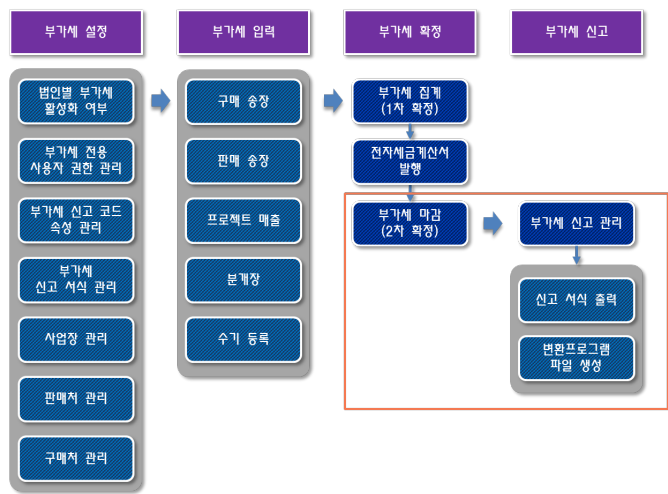 부가세 설정
부가세 입력
부가세 확정
부가세 신고
법인별 부가세
활성화 여부
부가세 전용
사용자 권한 관리
부가세 신고 코드
속성 관리
부가세
신고 서식 관리
사업장 관리
판매처 관리
구매처 관리
구매 송장
판매 송장
프로젝트 매출
분개장
수기 등록
부가세 집계
(1차 확정)
전자세금계산서
발행
부가세 마감
(2차 확정)
부가세 신고 관리
신고 서식 출력
변환프로그램
파일 생성